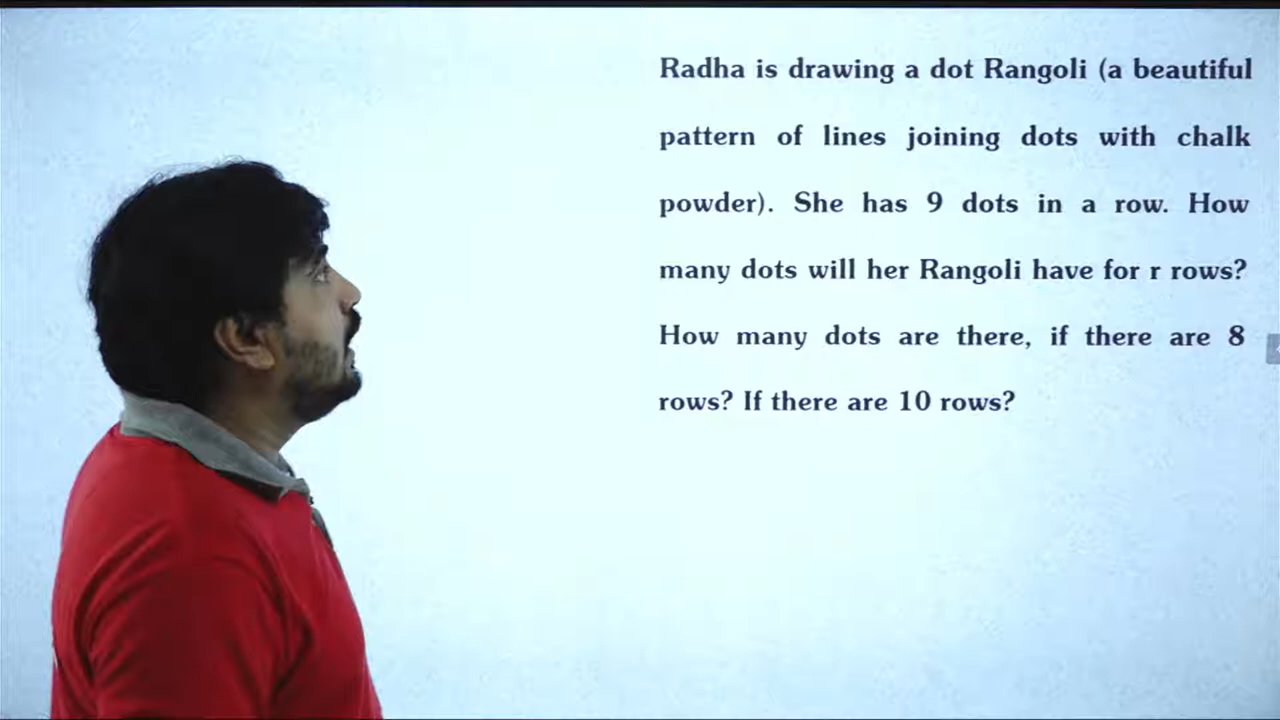 Radha is drawing a dot Rangoli (a beautiful
pattern of lines joining dots with chalk
powder). She has 9 dots in a row. How
many dots will her Rangoli have for r rows?
How many dots are there, if there are 8
rows? If there are 10 rows?